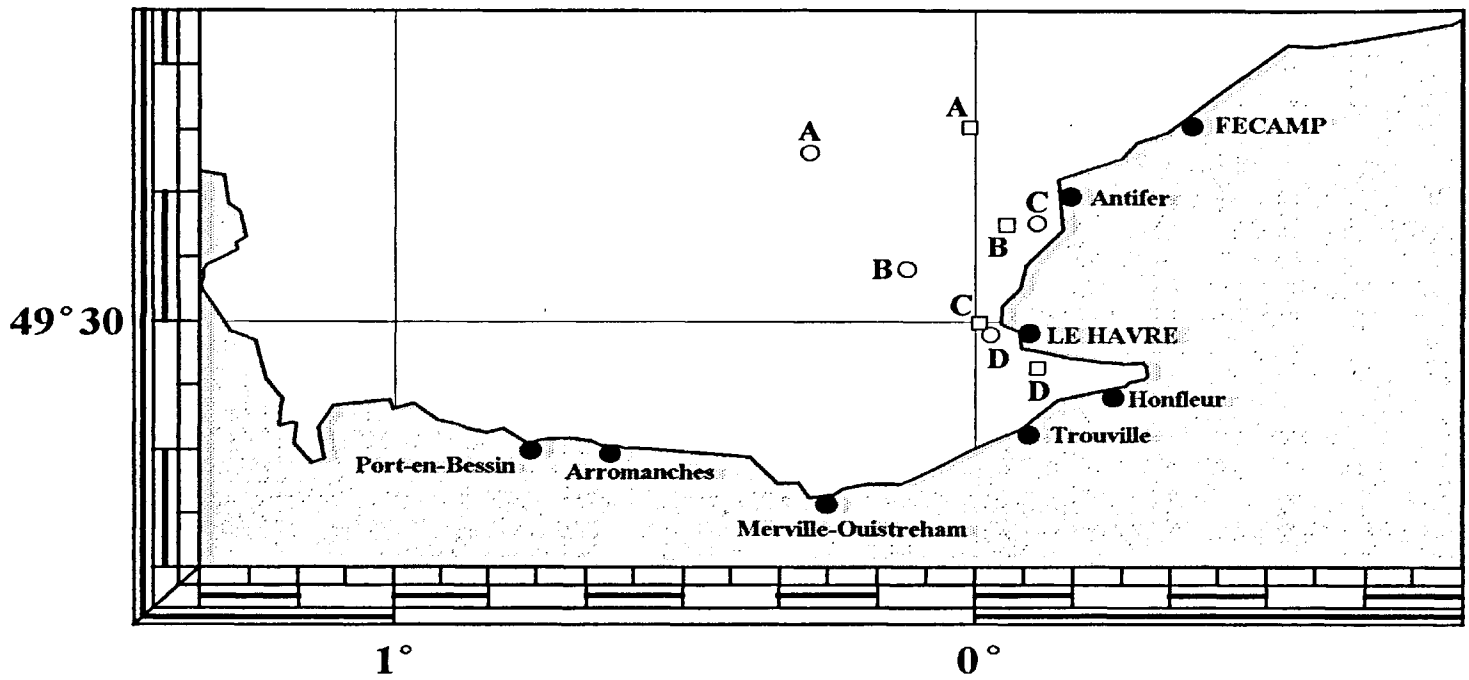 A
A
FECAMP
C
Antifer
B
B
49°30
C
LE HAVRE
D
D
Honfleur
Trouville
Port-en-Bessin
Arromanches
Merville-Ouistreham
1°
0°